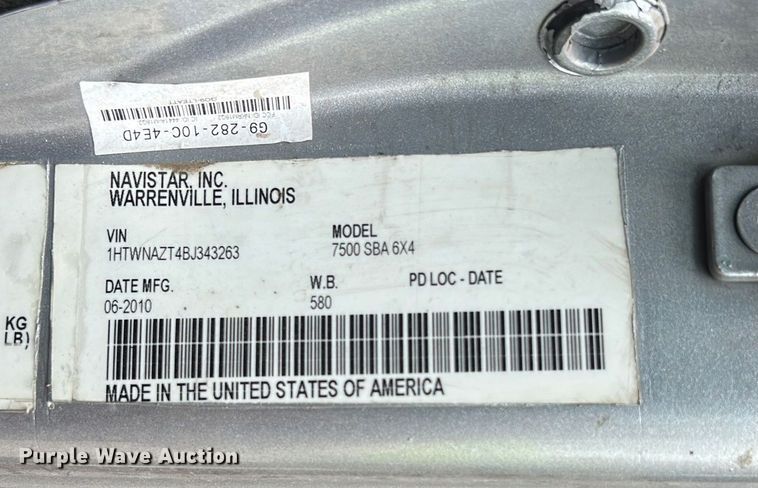 G9-282-10C-4E4D
NAVISTAR, INC.
WARRENVILLE, ILLINOIS
VIN
1HTWNAZT4BJ343263
MODEL
7500 SBA 6X4
DATE MFG.
06-2010
W.B.
580
PD LOC - DATE
KG
LB)
MADE IN THE UNITED STATES OF AMERICA
Purple Wave Auction